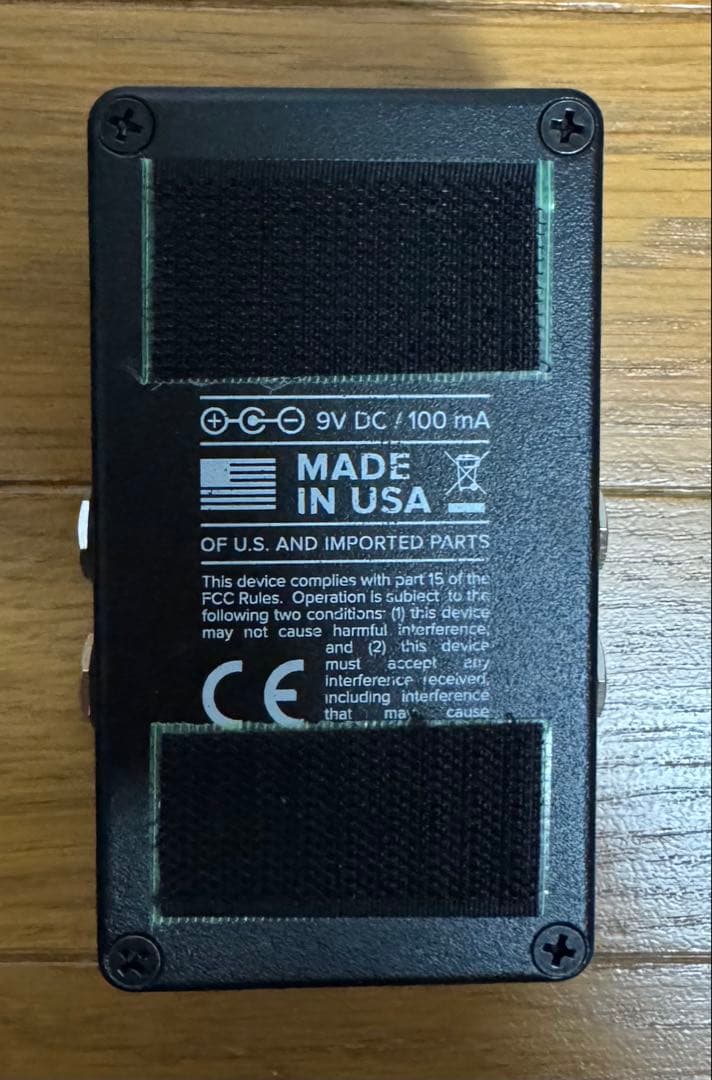 9V DC / 100 mA
MADE
IN USA
OF U.S. AND IMPORTED PARTS
This device complies with part 15 of the
FCC Rules. Operation is subject to the
following two conditions: (1) this device
may not cause harmful interference;
and (2) this device
must accept any
interference received,
including interference
that may cause
CE